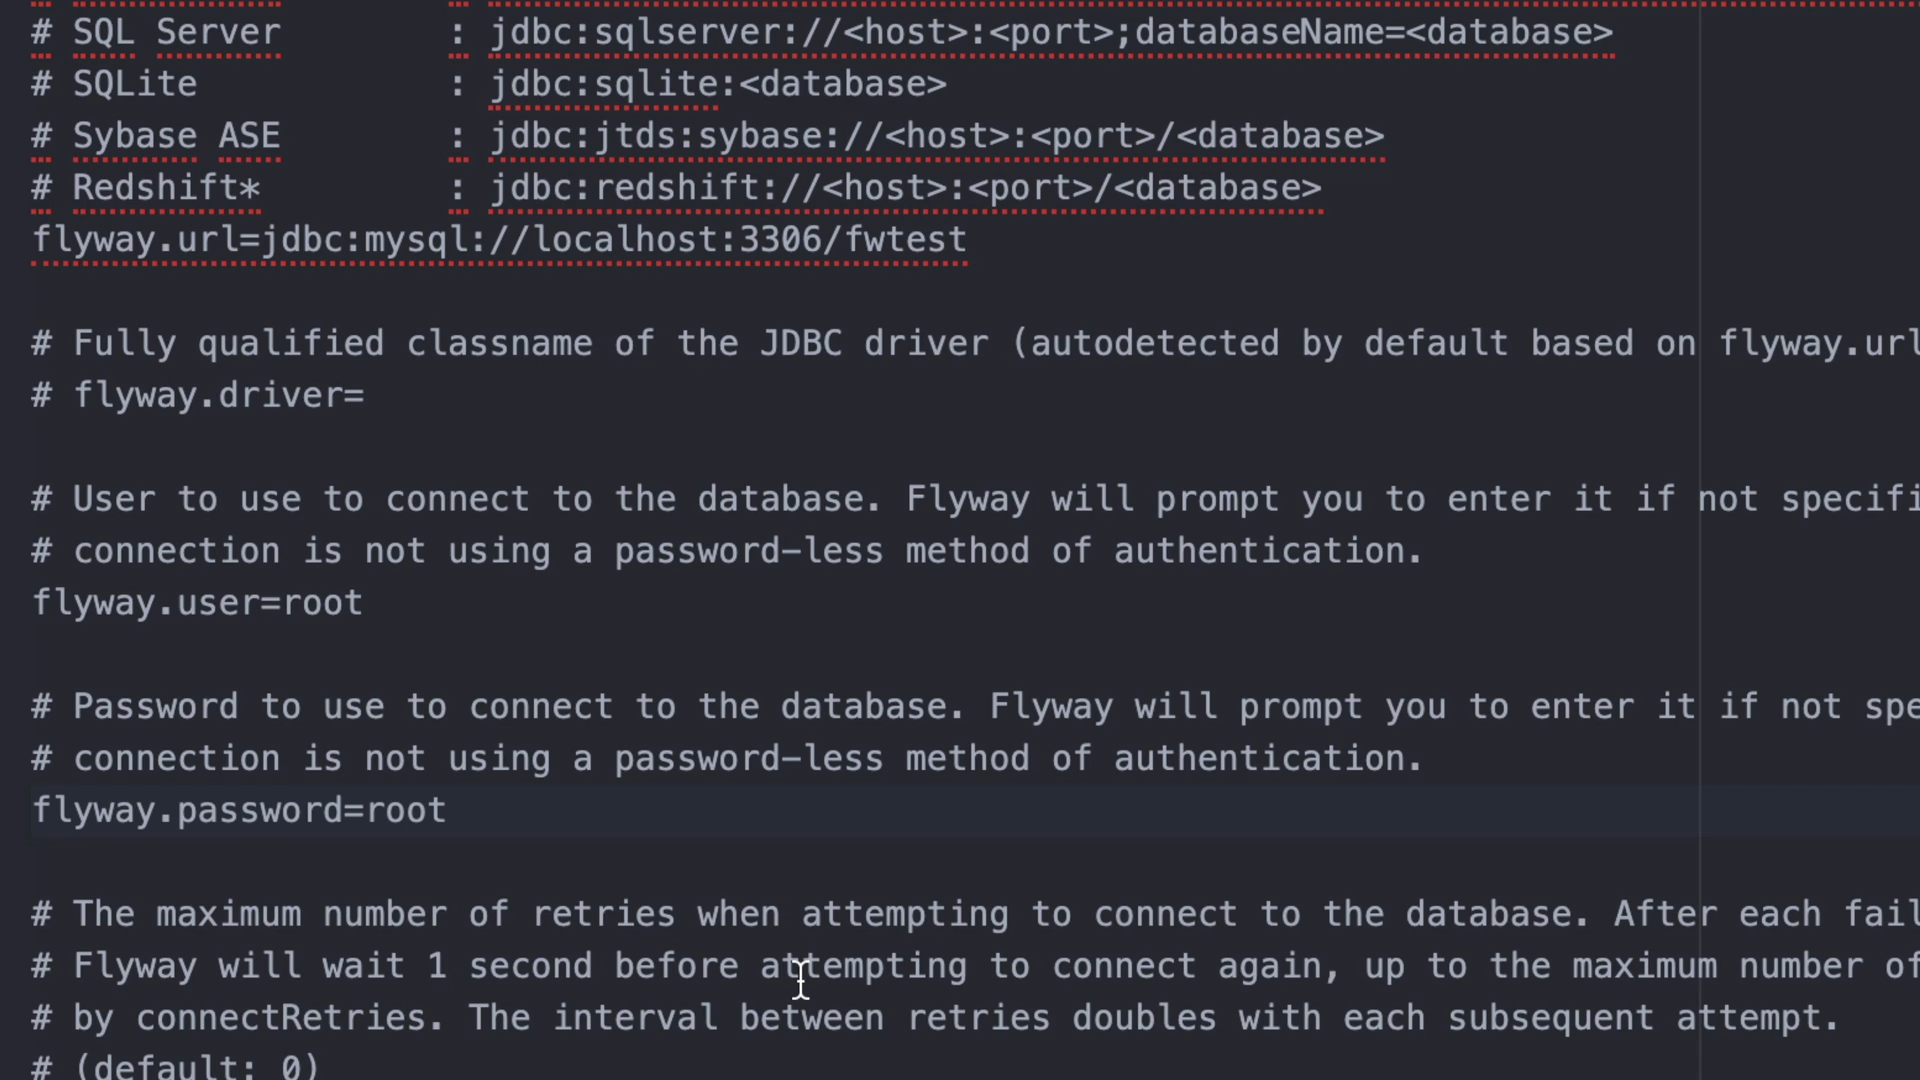 # SQL Server        : jdbc:sqlserver://<host>:<port>;databaseName=<database>
# SQLite            : jdbc:sqlite:<database>
# Sybase ASE        : jdbc:jtds:sybase://<host>:<port>/<database>
# Redshift*         : jdbc:redshift://<host>:<port>/<database>
flyway.url=jdbc:mysql://localhost:3306/fwtest
# Fully qualified classname of the JDBC driver (autodetected by default based on flyway.url
# flyway.driver=
# User to use to connect to the database. Flyway will prompt you to enter it if not specifi
# connection is not using a password-less method of authentication.
flyway.user=root
# Password to use to connect to the database. Flyway will prompt you to enter it if not spe
# connection is not using a password-less method of authentication.
flyway.password=root
# The maximum number of retries when attempting to connect to the database. After each fail
# Flyway will wait 1 second before attempting to connect again, up to the maximum number of
# by connectRetries. The interval between retries doubles with each subsequent attempt.
# (default: 0)